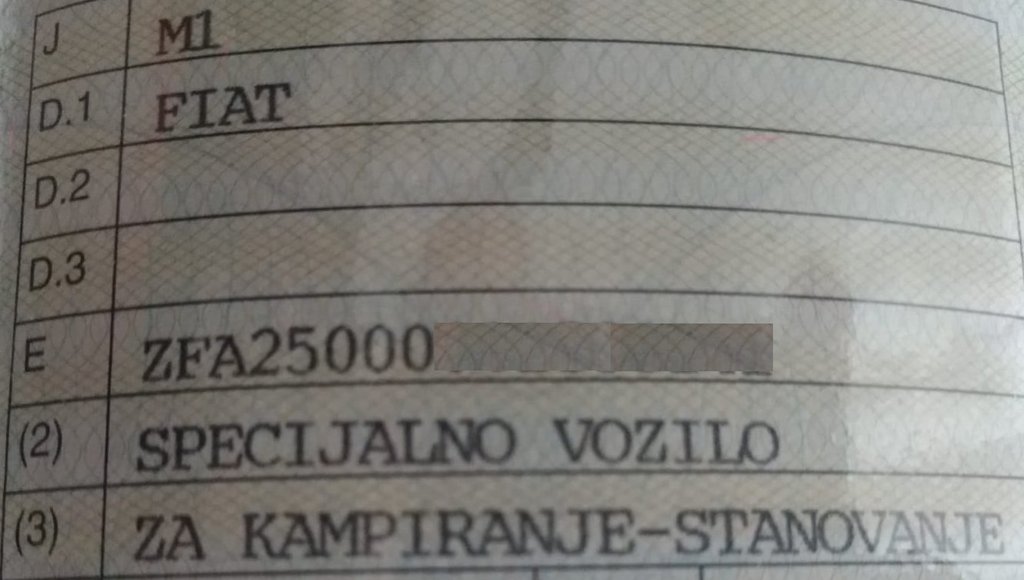 J M1
D.1 FIAT
D.2
D.3
E ZFA25000
(2) SPECIJALNO VOZILO
(3) ZA KAMPIRANJE-STANOVANJE